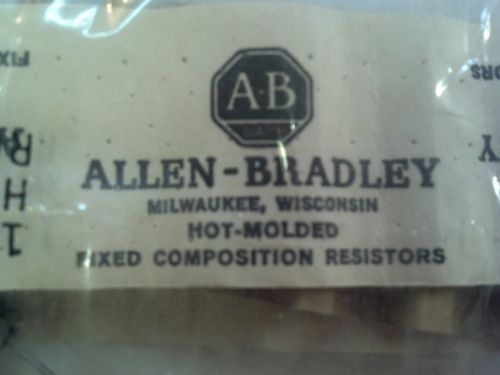 A·B
ALLEN-BRADLEY
MILWAUKEE, WISCONSIN
HOT-MOLDED
FIXED COMPOSITION RESISTORS